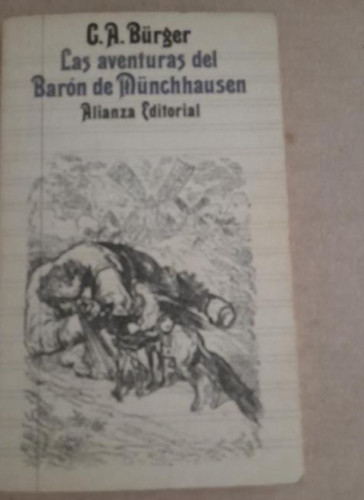 G. A. Bürger
Las aventuras del
Barón de Münchhausen
Alianza Editorial